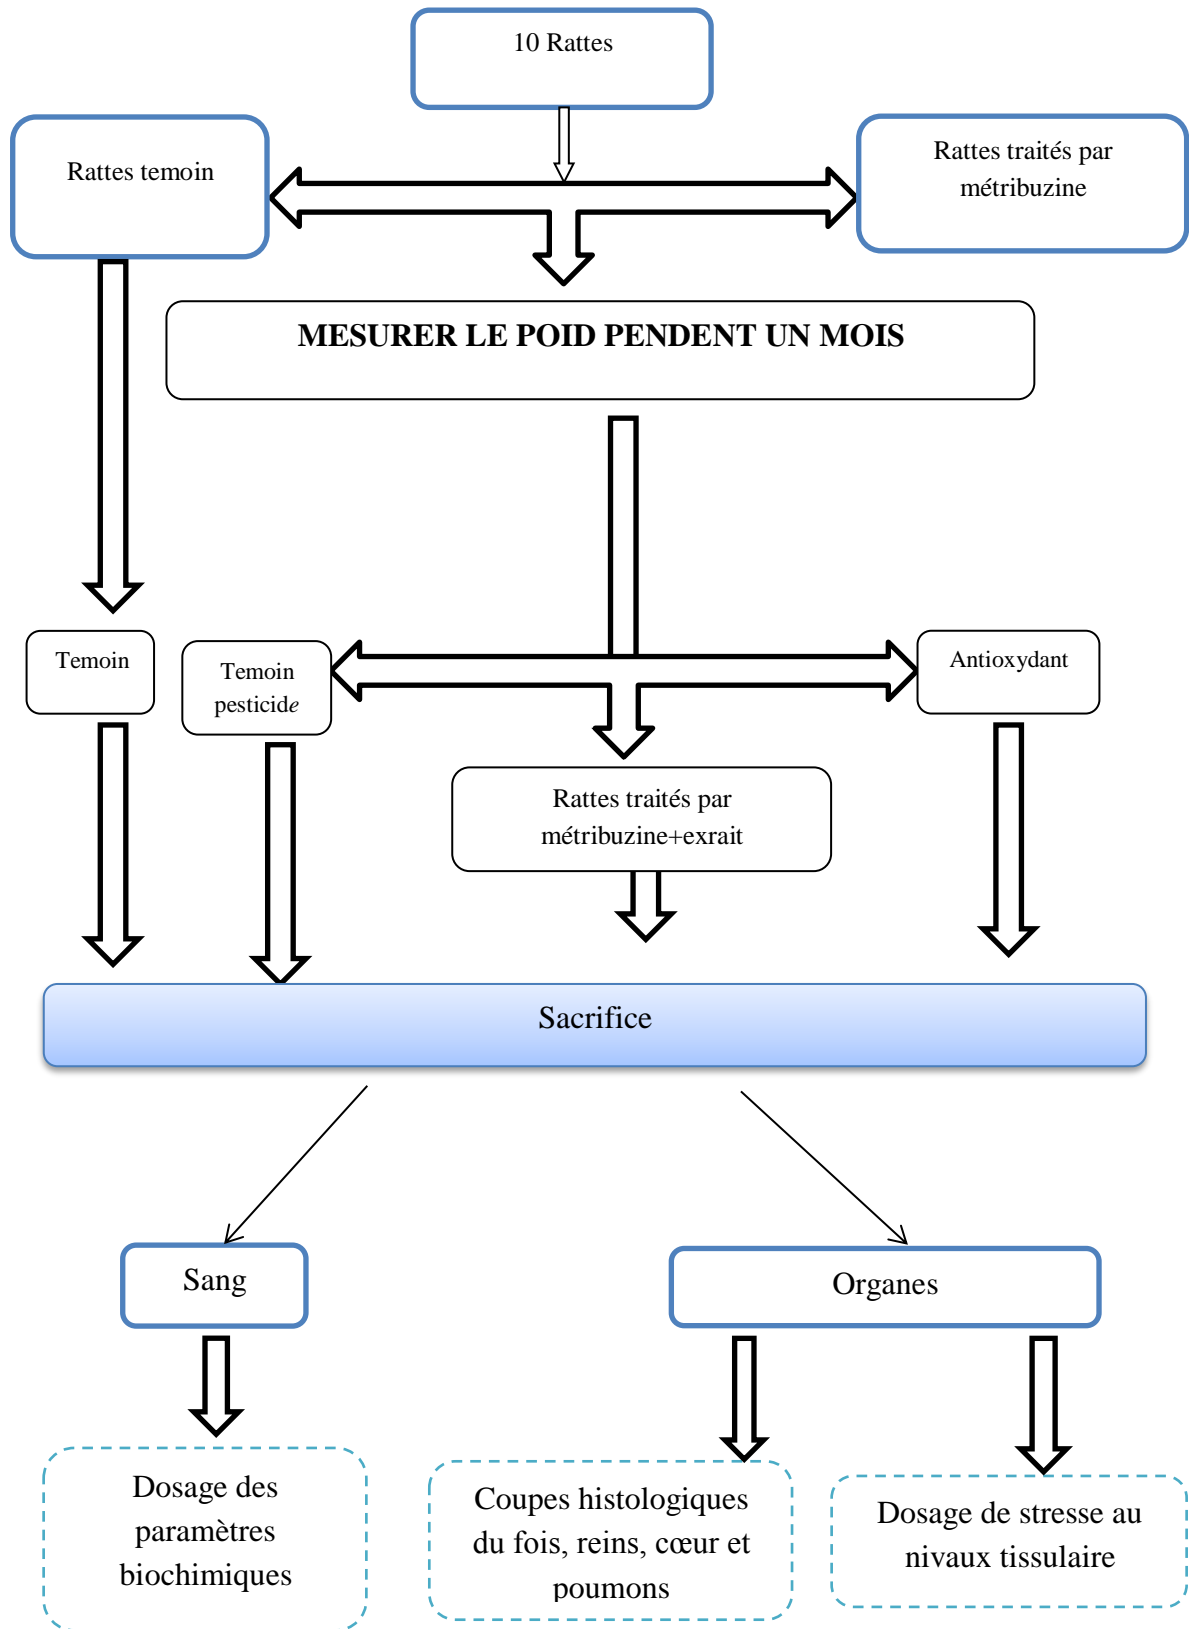 10 Rattes
Rattes temoin
Rattes traités par
métribuzine
MESURER LE POID PENDENT UN MOIS
Temoin
Temoin
pesticide
Antioxydant
Rattes traités par
métribuzine+exrait
Sacrifice
Sang
Organes
Dosage des
paramètres
biochimiques
Coupes histologiques
du fois, reins, cœur et
poumons
Dosage de stresse au
nivaux tissulaire